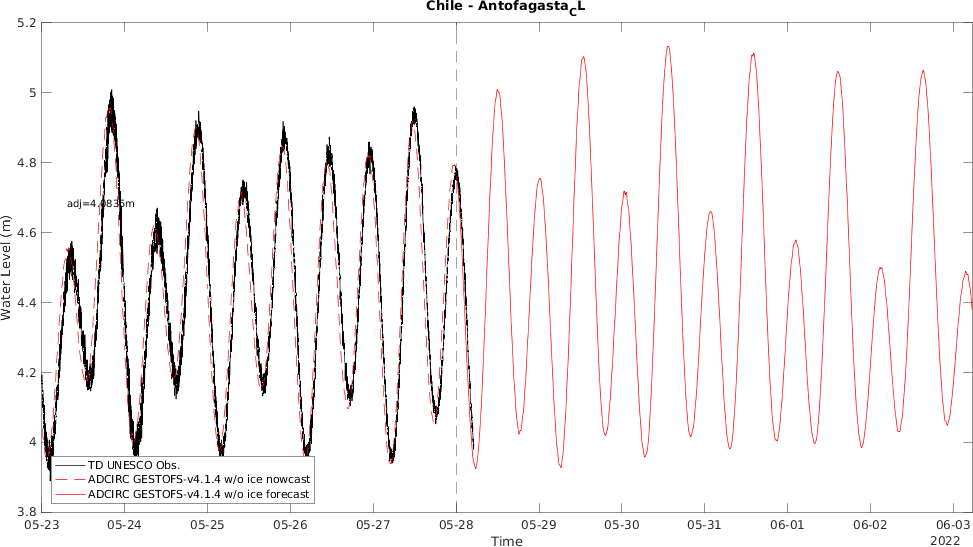 Chile - Antofagasta_CL
5.2
5
4.8
4.6
4.4
4.2
4
3.8
Water Level (m)
adj=4.0835m
TD UNESCO Obs.
ADCIRC GESTOFS-v4.1.4 w/o ice nowcast
ADCIRC GESTOFS-v4.1.4 w/o ice forecast
05-23 05-24 05-25 05-26 05-27 05-28 05-29 05-30 05-31 06-01 06-02 06-03
Time
2022